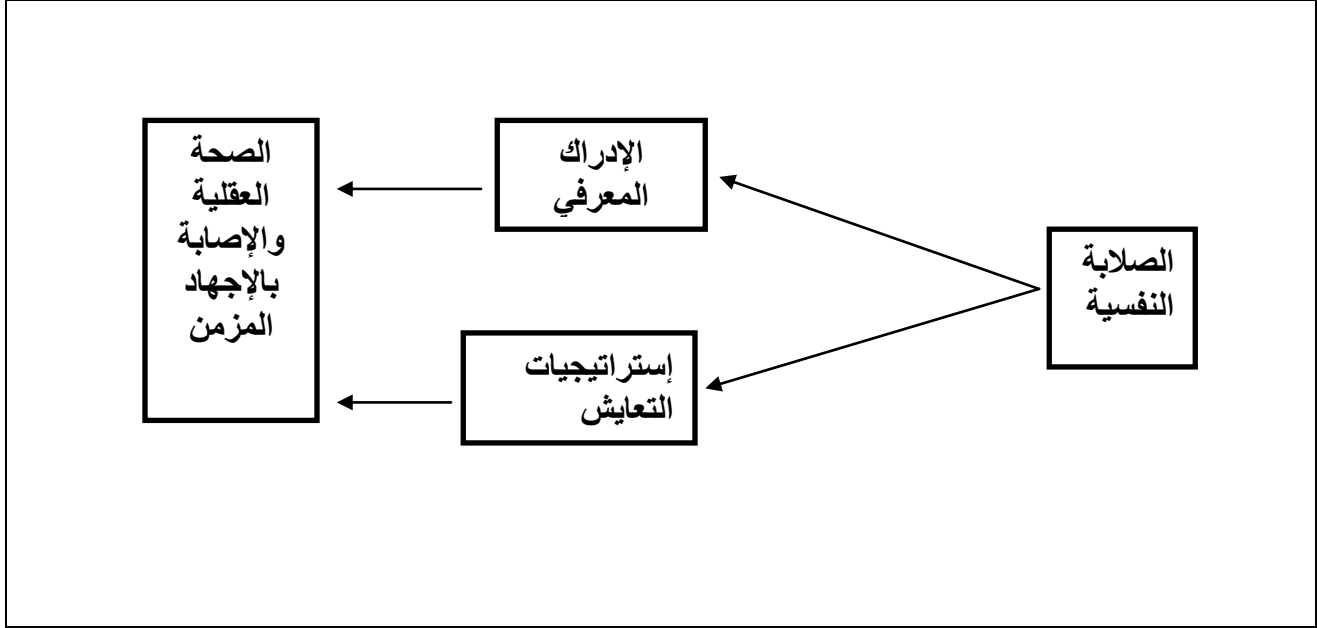 الصلابة
النفسية
الإدراك
المعرفي
إستراتيجيات
التعايش
الصحة
العقلية
والإصابة
بالإجهاد
المزمن